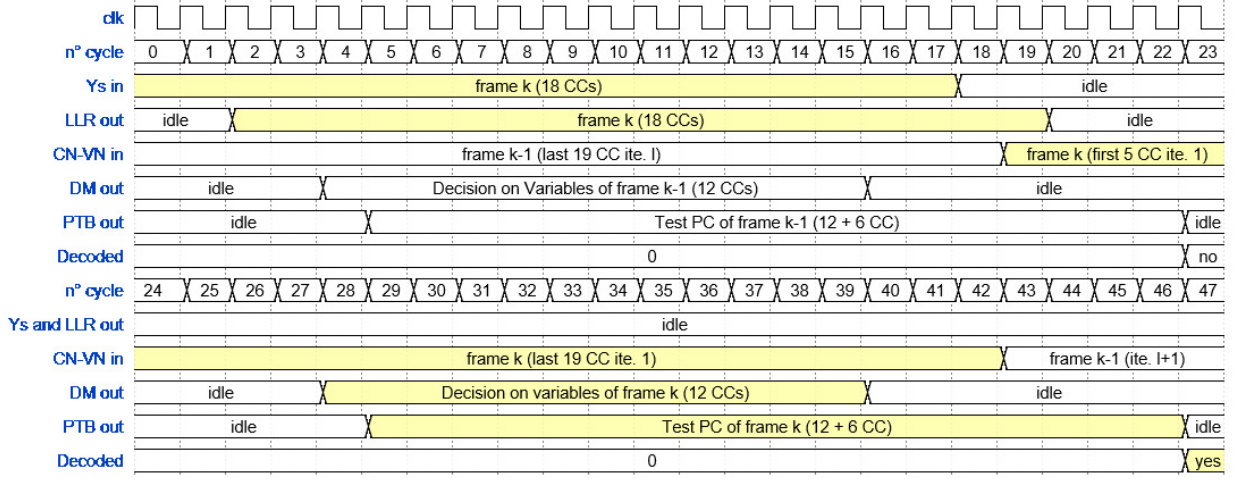 clk
n° cycle 0 1 2 3 4 5 6 7 8 9 10 11 12 13 14 15 16 17 18 19 20 21 22 23
Ys in frame k (18 CCs) idle
LLR out idle frame k (18 CCs) idle
CN-VN in frame k-1 (last 19 CC ite. I) frame k (first 5 CC ite. 1)
DM out idle Decision on Variables of frame k-1 (12 CCs) idle
PTB out idle Test PC of frame k-1 (12 + 6 CC) idle
Decoded 0 no
n° cycle 24 25 26 27 28 29 30 31 32 33 34 35 36 37 38 39 40 41 42 43 44 45 46 47
Ys and LLR out idle
CN-VN in frame k (last 19 CC ite. 1) frame k-1 (ite. I+1)
DM out idle Decision on variables of frame k (12 CCs) idle
PTB out idle Test PC of frame k (12 + 6 CC) idle
Decoded 0 yes